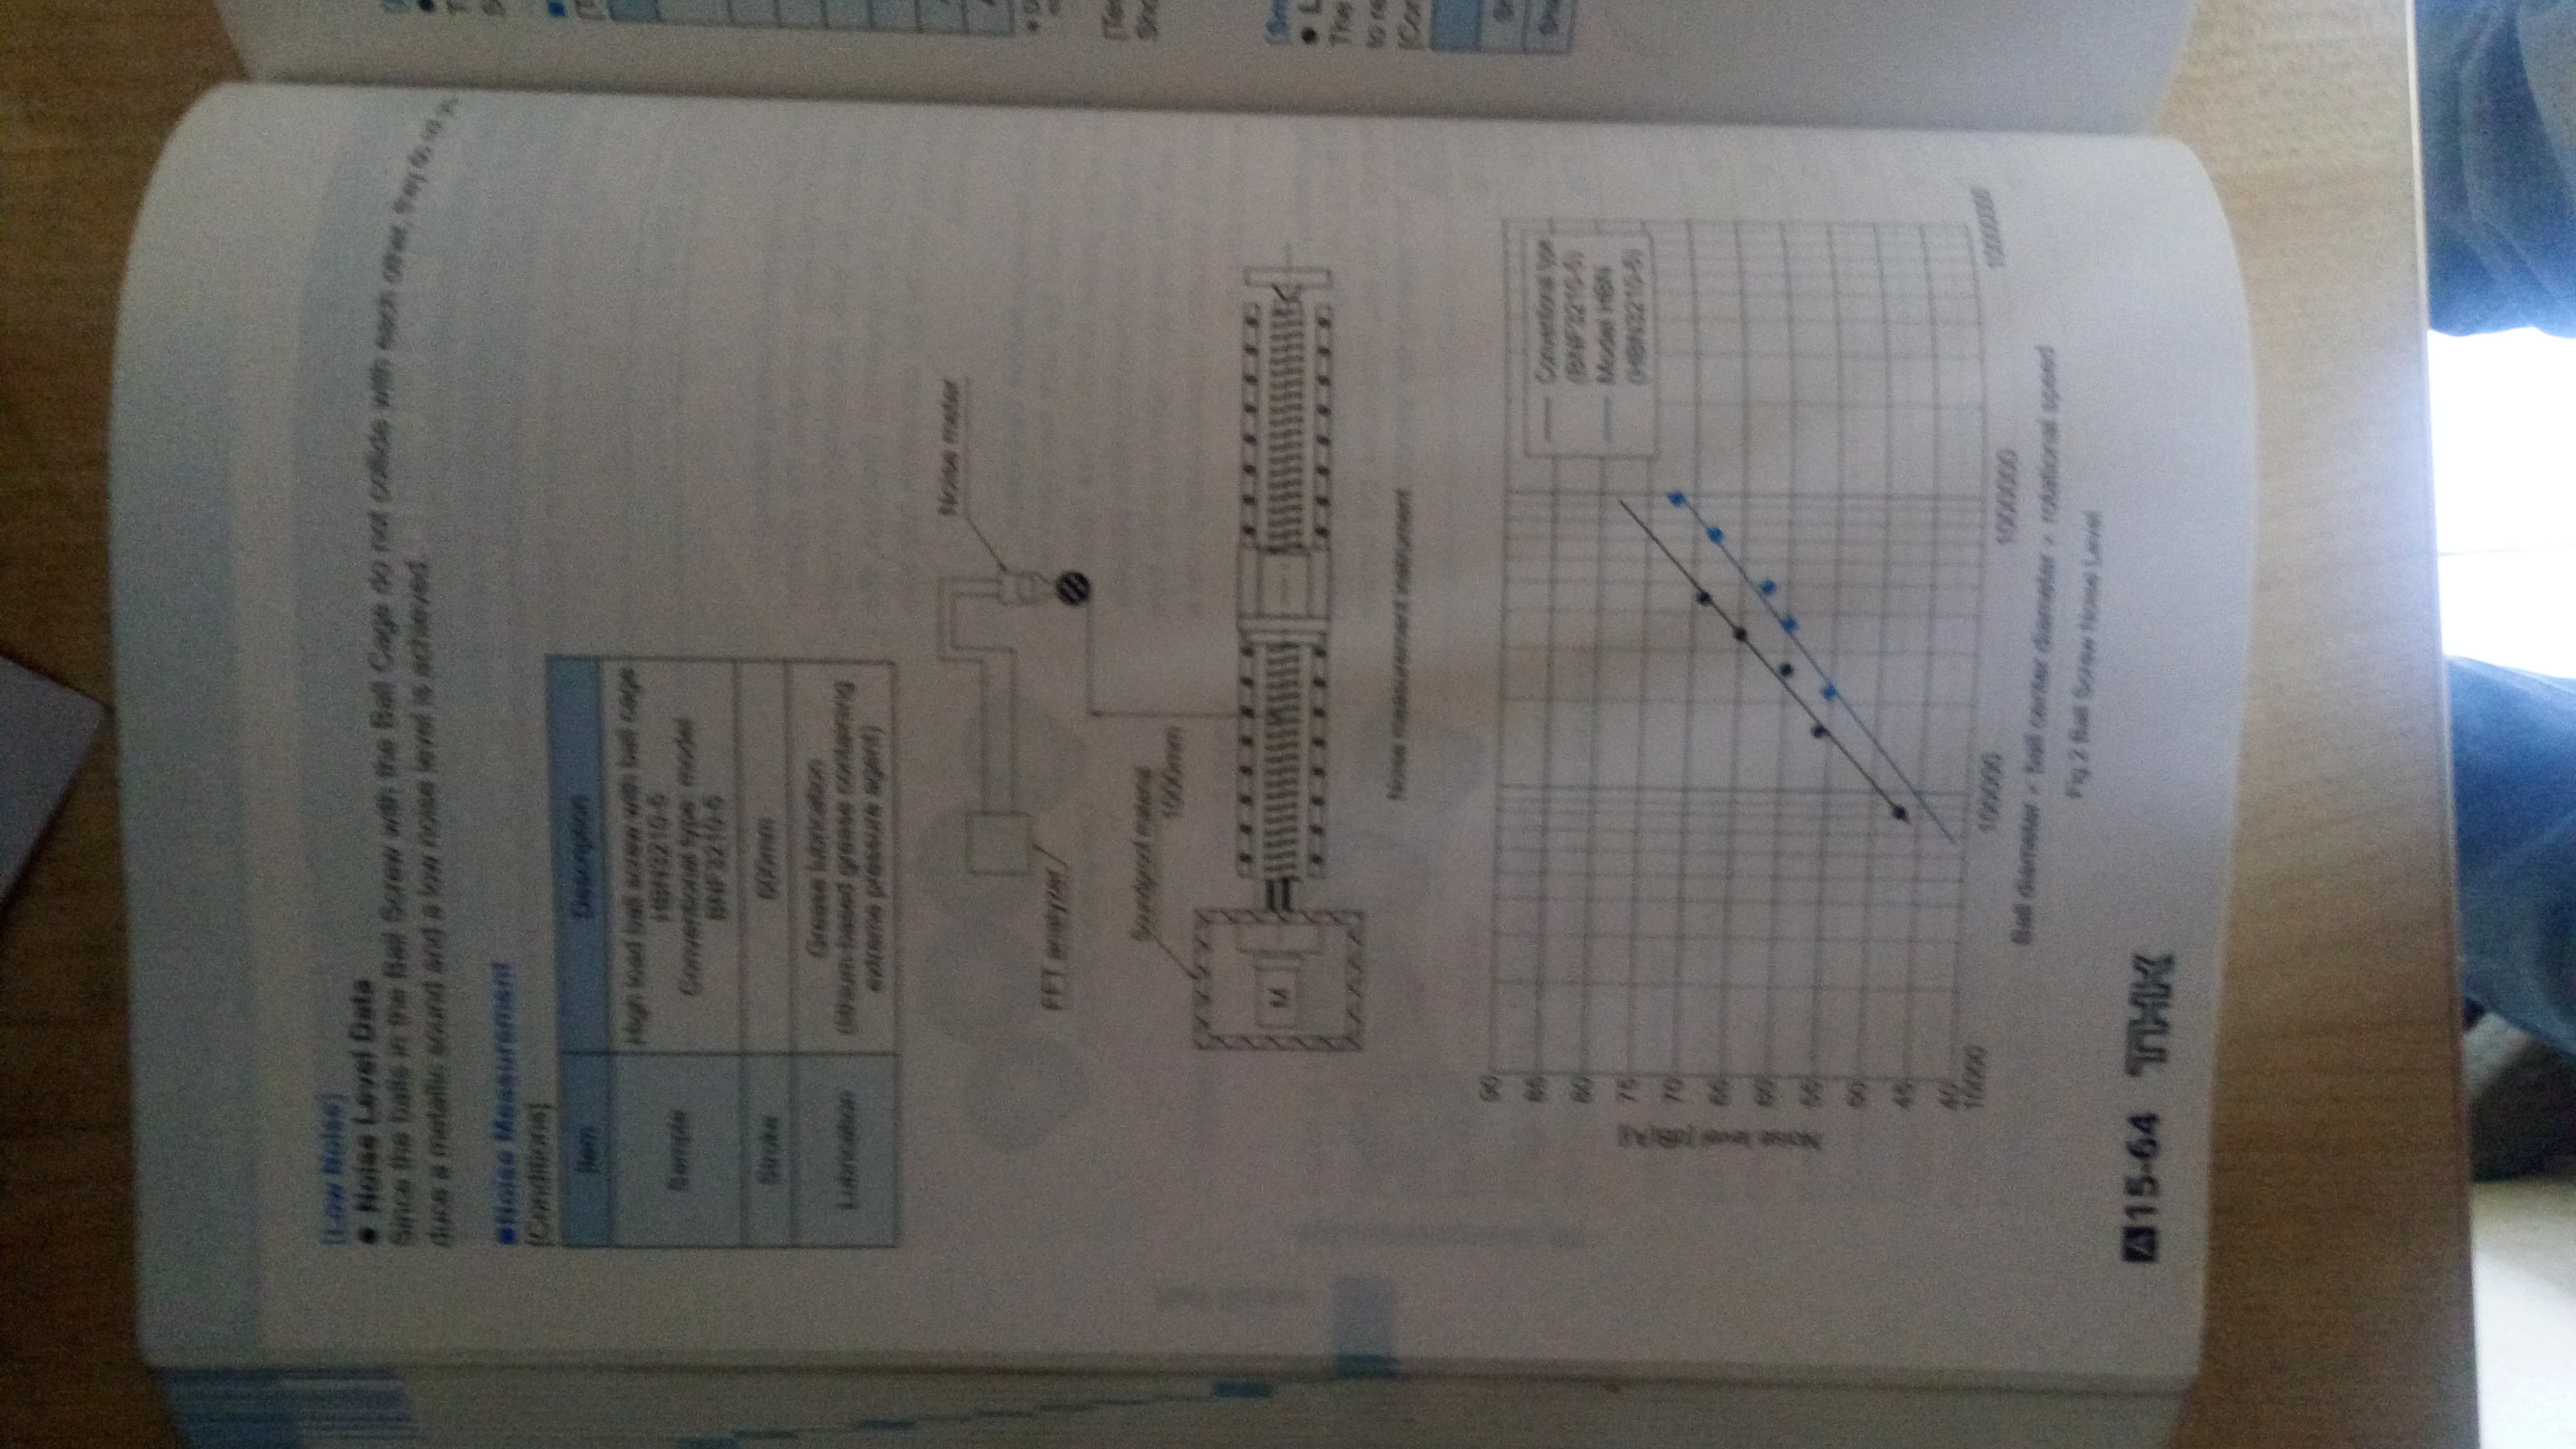 [Low Noise]
● Noise Level Data
Since the balls in the Ball Screw with the Ball Cage do not collide with each other, they do
duce a metallic sound and a low noise level is achieved.
■Noise Measurement
[Conditions]
Item Description
Sample High load ball screw with ball cage
HBN3210-5
Conventional type: model
BNF3210-5
Stroke 600mm
Lubrication Grease lubrication
(lithium-based grease containing
extreme pressure agent)
Noise meter
FFT analyzer
Soundproof material
1000mm
M
Noise measurement instrument
Noise level [dB(A)]
90
85
80
75
70
65
60
55
50
45
40
10000 100000 1000000 10000000
Conventional type
(BNF3210-5)
Model HBN
(HBN3210-5)
Ball diameter × ball center diameter × rotational speed
Fig.2 Ball Screw Noise Level
A15-64 THK